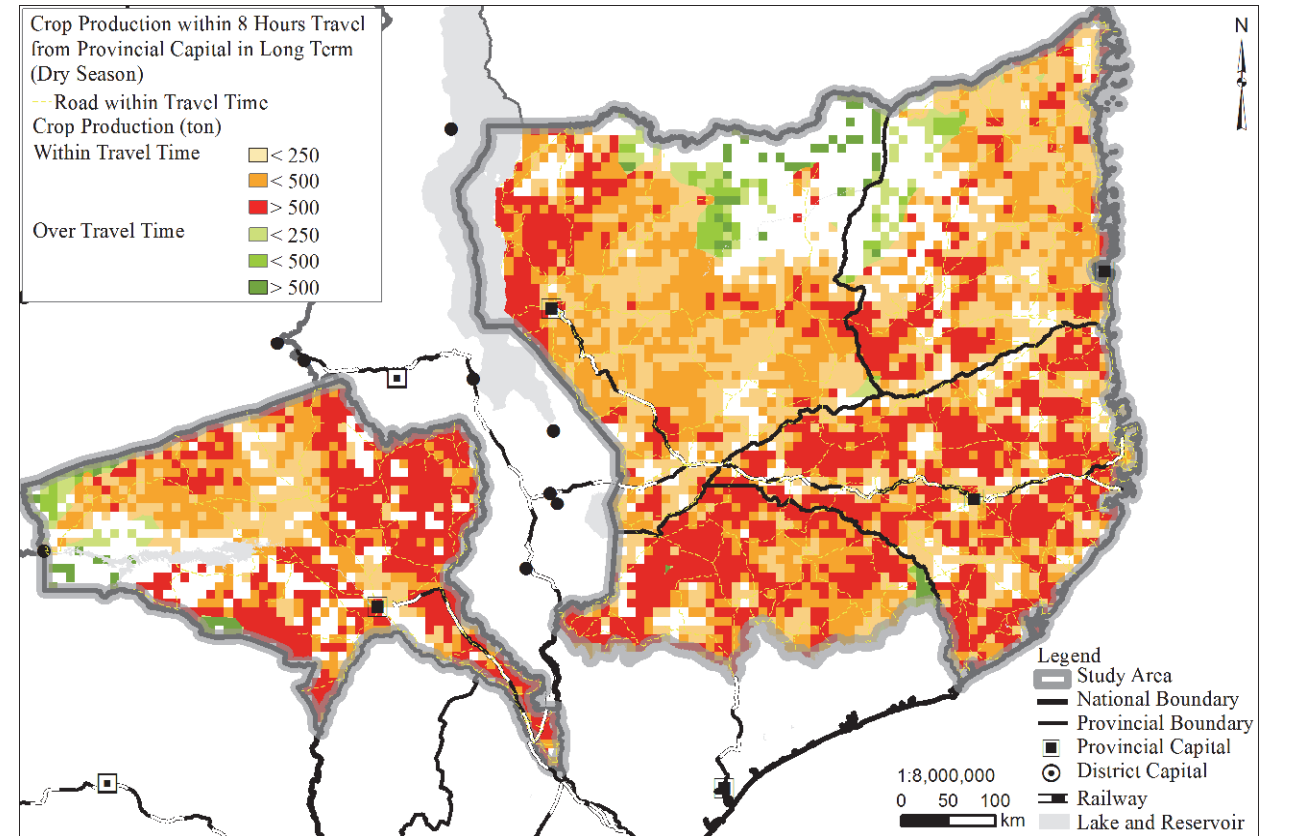 Crop Production within 8 Hours Travel
from Provincial Capital in Long Term
(Dry Season)
Road within Travel Time
Crop Production (ton)
Within Travel Time
< 250
< 500
> 500
Over Travel Time
< 250
< 500
> 500
N
Legend
Study Area
National Boundary
Provincial Boundary
Provincial Capital
District Capital
Railway
Lake and Reservoir
1:8,000,000
0 50 100
km